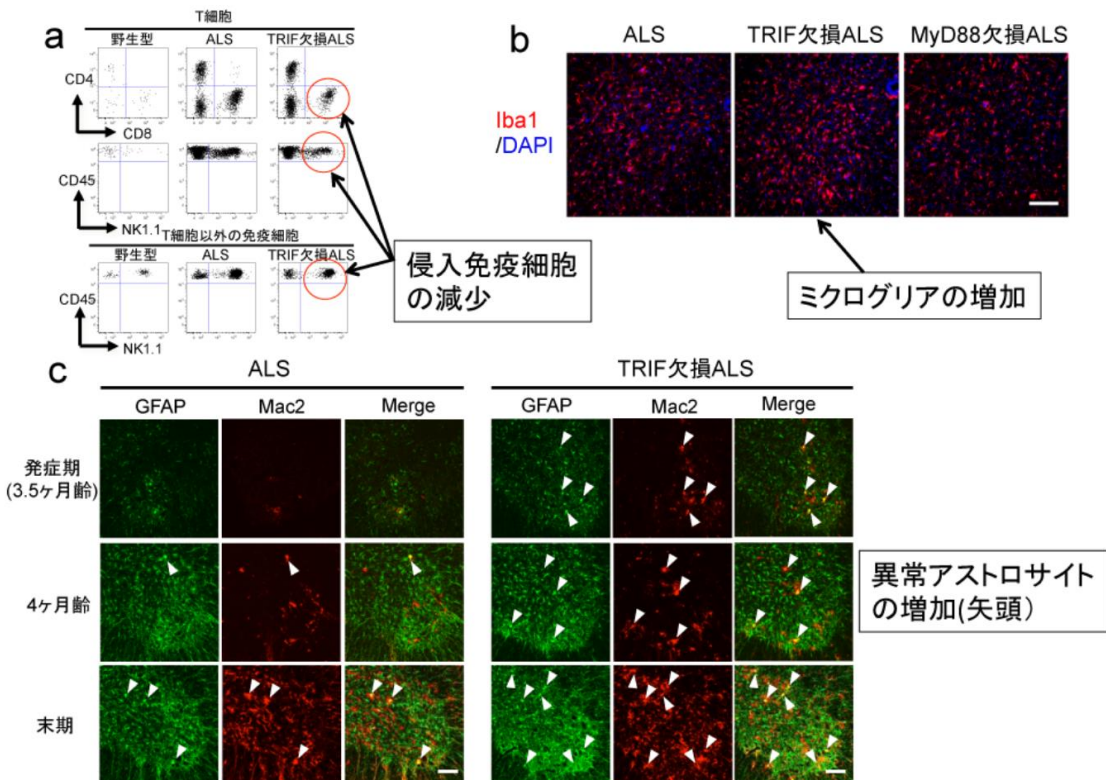 a
T細胞
野生型 ALS TRIF欠損ALS
CD4
CD8
CD45
NK1.1
T細胞以外の免疫細胞
野生型 ALS TRIF欠損ALS
CD45
NK1.1
侵入免疫細胞
の減少
b
ALS TRIF欠損ALS MyD88欠損ALS
Iba1
/DAPI
ミクログリアの増加
c
ALS TRIF欠損ALS
GFAP Mac2 Merge GFAP Mac2 Merge
発症期
(3.5ヶ月齢)
4ヶ月齢
末期
異常アストロサイト
の増加(矢頭）